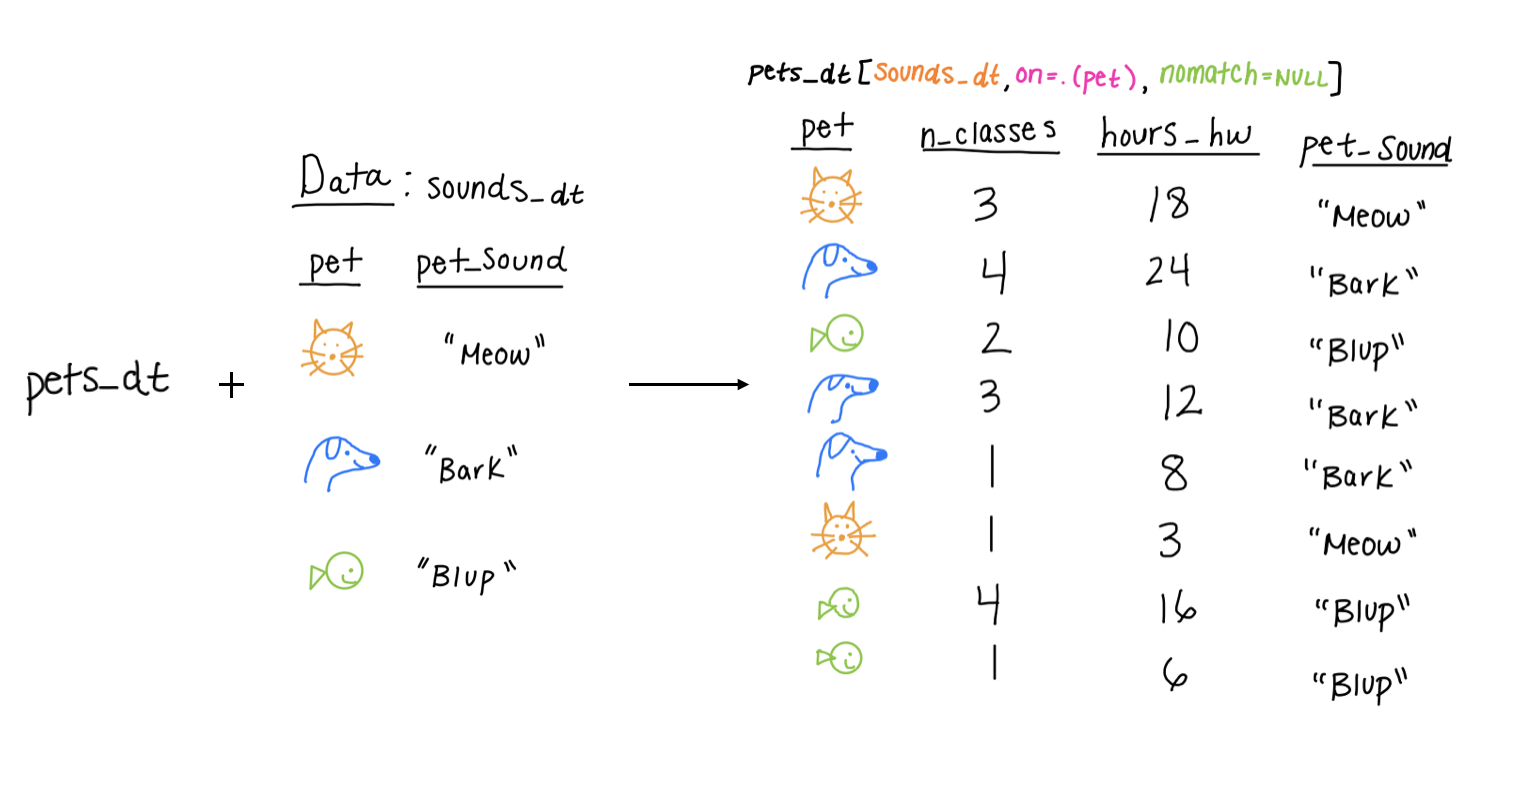 pets_dt[sounds_dt, on=.(pet), nomatch=NULL]
Data: sounds_dt
pet pet_sound
"Meow"
"Bark"
"Blup"
pets_dt +
pet n_classes hours_hw pet_sound
3 18 "Meow"
4 24 "Bark"
2 10 "Blup"
3 12 "Bark"
1 8 "Bark"
1 3 "Meow"
4 16 "Blup"
1 6 "Blup"